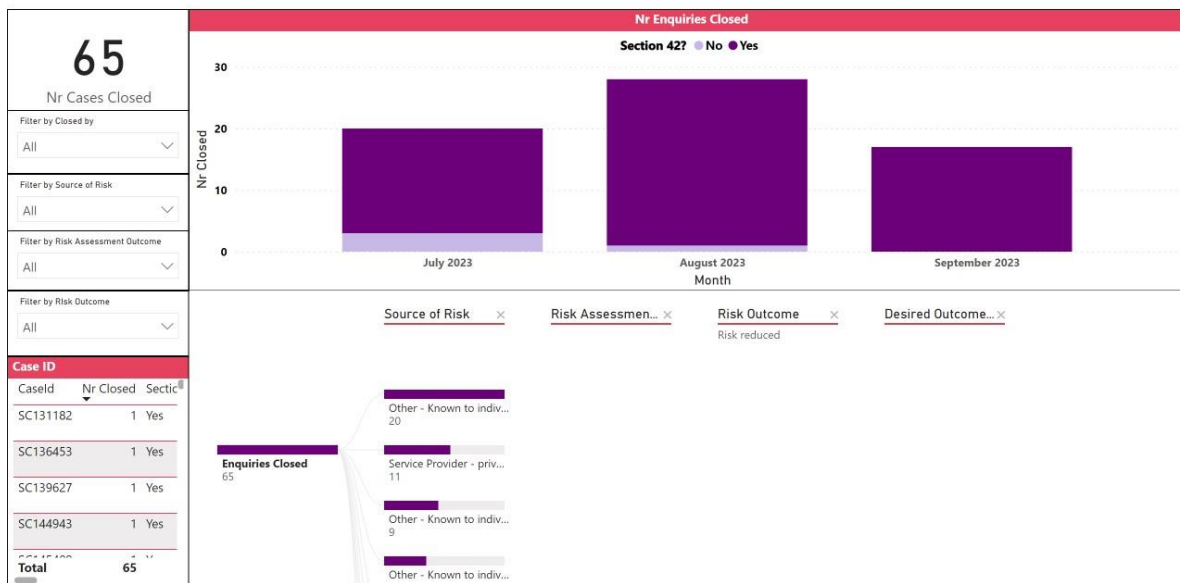 65
Nr Cases Closed
Filter by Closed by
All
Filter by Source of Risk
All
Filter by Risk Assessment Outcome
All
Filter by RIsk Outcome
All
Case ID
CaseId Nr Closed Sectic
SC131182 1 Yes
SC136453 1 Yes
SC139627 1 Yes
SC144943 1 Yes
Total 65
Nr Enquiries Closed
Section 42? No Yes
Nr Closed
30
20
10
0
July 2023 August 2023 September 2023
Month
Source of Risk Risk Assessmen... Risk Outcome Desired Outcome...
Risk reduced
Enquiries Closed
65
Other - Known to indiv...
20
Service Provider - priv...
11
Other - Known to indiv...
9
Other - Known to indiv...